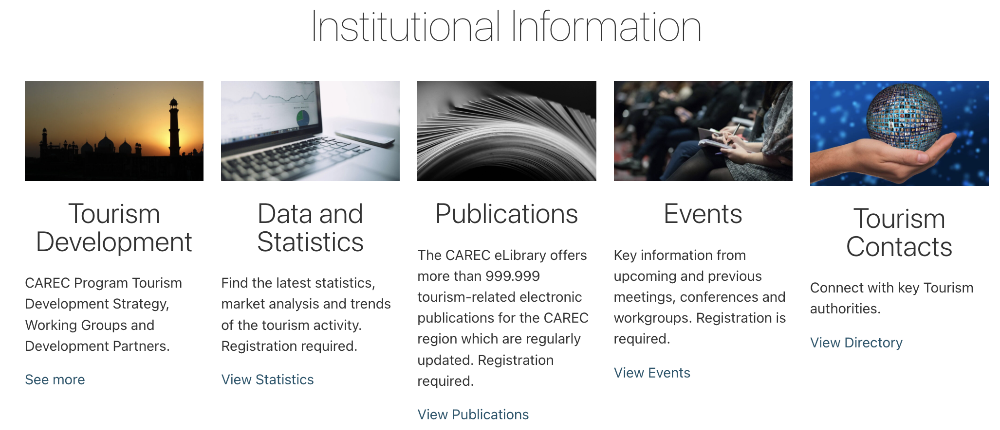 Institutional Information
Tourism
Development
CAREC Program Tourism
Development Strategy,
Working Groups and
Development Partners.
See more
Data and
Statistics
Find the latest statistics,
market analysis and trends
of the tourism activity.
Registration required.
View Statistics
Publications
The CAREC eLibrary offers
more than 999.999
tourism-related electronic
publications for the CAREC
region which are regularly
updated. Registration
required.
View Publications
Events
Key information from
upcoming and previous
meetings, conferences and
workgroups. Registration is
required.
View Events
Tourism
Contacts
Connect with key Tourism
authorities.
View Directory